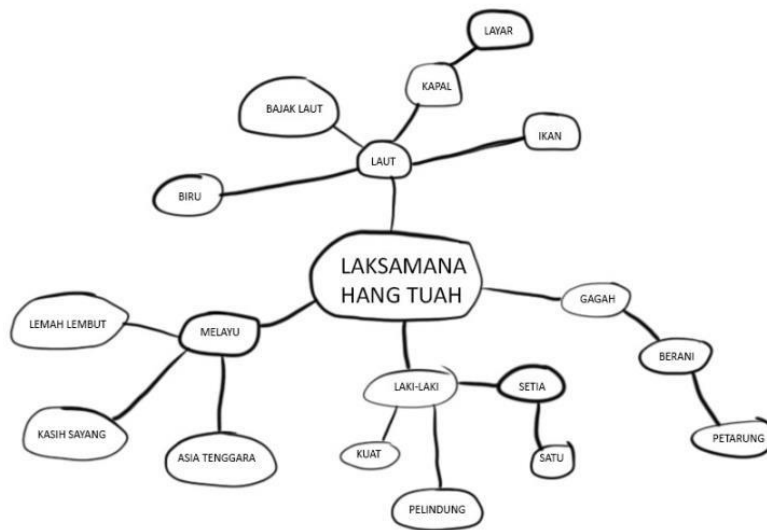 LAYAR
KAPAL
BAJAK LAUT
IKAN
LAUT
BIRU
LAKSAMANA
HANG TUAH
GAGAH
LEMAH LEMBUT
MELAYU
BERANI
LAKI-LAKI
SETIA
KASIH SAYANG
PETARUNG
ASIA TENGGARA
KUAT
SATU
PELINDUNG